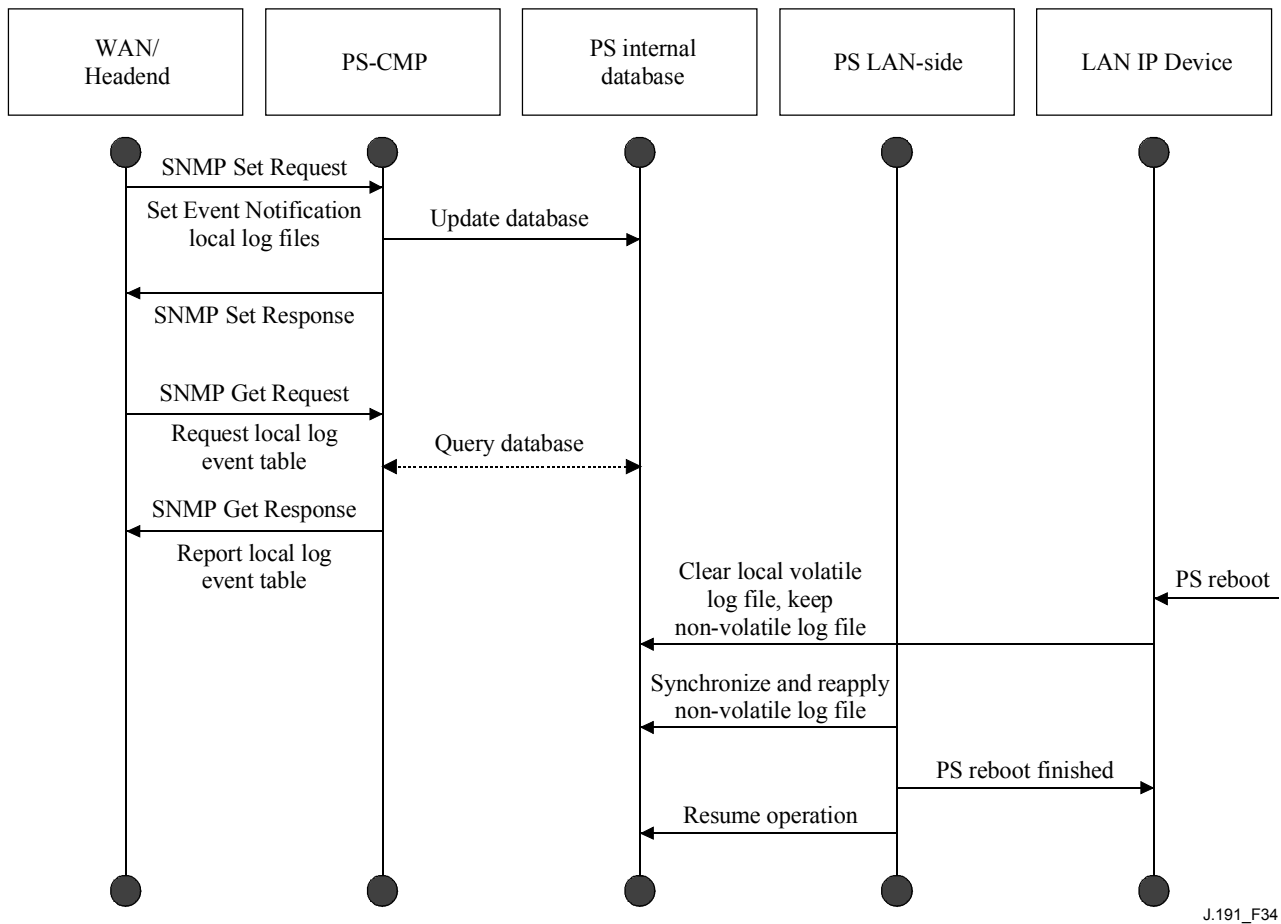 WAN/
Headend
PS-CMP
PS internal
database
PS LAN-side
LAN IP Device
SNMP Set Request
Set Event Notification
local log files
Update database
SNMP Set Response
SNMP Get Request
Request local log
event table
Query database
SNMP Get Response
Report local log
event table
Clear local volatile
log file, keep
non-volatile log file
PS reboot
Synchronize and reapply
non-volatile log file
PS reboot finished
Resume operation
J.191_F34